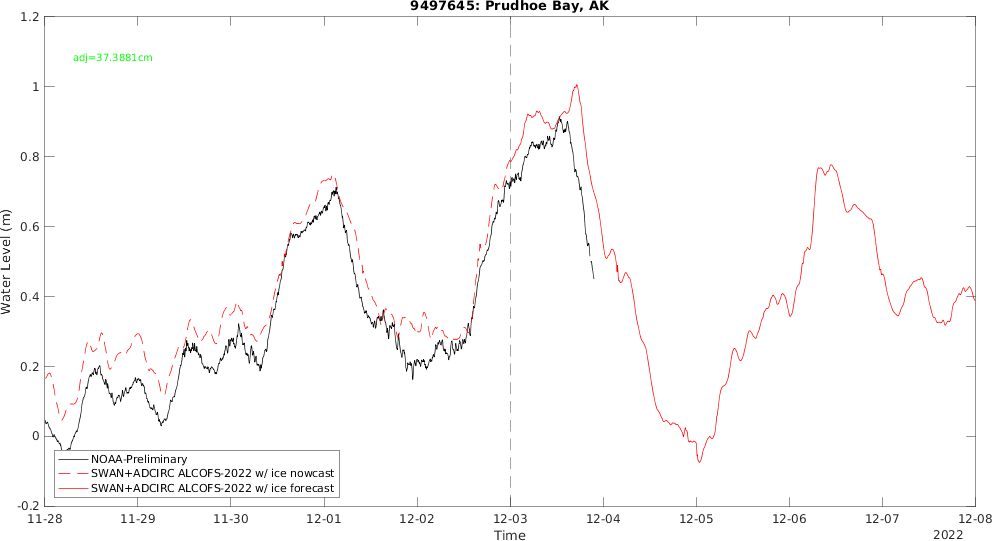 9497645: Prudhoe Bay, AK
adj=37.3881cm
Water Level (m)
1.2
1
0.8
0.6
0.4
0.2
0
-0.2
NOAA-Preliminary
SWAN+ADCIRC ALCOFS-2022 w/ ice nowcast
SWAN+ADCIRC ALCOFS-2022 w/ ice forecast
11-28 11-29 11-30 12-01 12-02 12-03 12-04 12-05 12-06 12-07 12-08
Time
2022